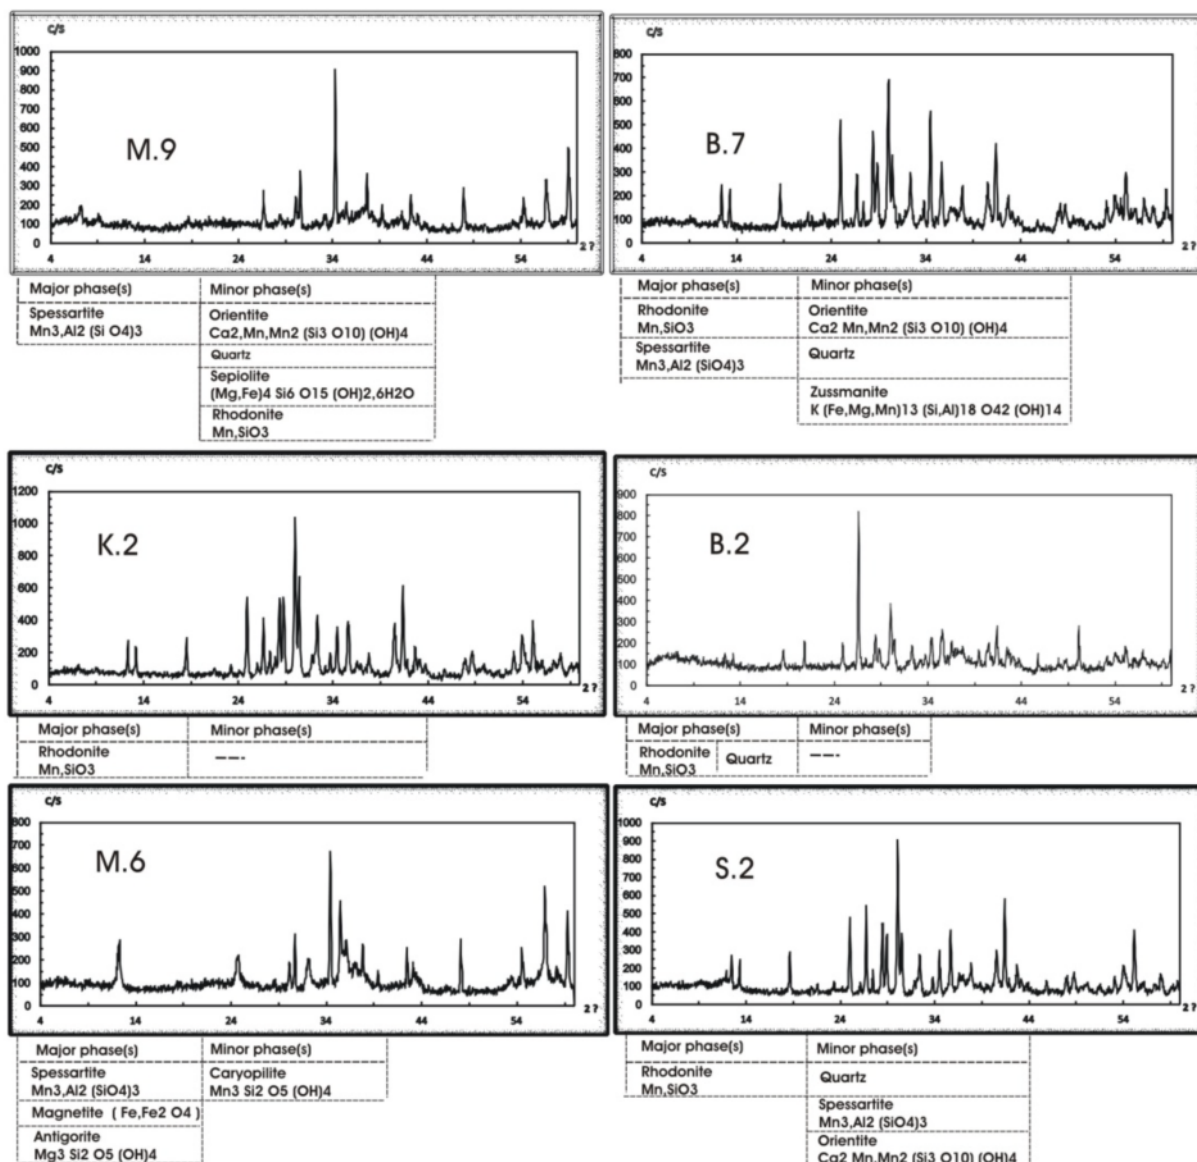 c/s
1000
900
800
700
600
500
400
300
200
100
0
M.9
4 14 24 34 44 54 2?
Major phase(s) Minor phase(s)
Spessartite Orientite
Mn3,Al2 (Si O4)3 Ca2,Mn,Mn2 (Si3 O10) (OH)4
Quartz
Sepiolite
(Mg,Fe)4 Si6 O15 (OH)2,6H2O
Rhodonite
Mn,SiO3
c/s
800
700
600
500
400
300
200
100
0
B.7
4 14 24 34 44 54 2?
Major phase(s) Minor phase(s)
Rhodonite Orientite
Mn,SiO3 Ca2 Mn,Mn2 (Si3 O10) (OH)4
Spessartite Quartz
Mn3,Al2 (SiO4)3
Zussmanite
K (Fe,Mg,Mn)13 (Si,Al)18 O42 (OH)14
c/s
1200
1000
800
600
400
200
0
K.2
4 14 24 34 44 54 2?
Major phase(s) Minor phase(s)
Rhodonite ---
Mn,SiO3
c/s
900
800
700
600
500
400
300
200
100
0
B.2
4 14 24 34 44 54 2?
Major phase(s) Minor phase(s)
Rhodonite Quartz ---
Mn,SiO3
c/s
800
700
600
500
400
300
200
100
0
M.6
4 24 34 44 54 2?
Major phase(s) Minor phase(s)
Spessartite Caryopilite
Mn3,Al2 (SiO4)3 Mn3 Si2 O5 (OH)4
Magnetite ( Fe,Fe2 O4 )
Antigorite
Mg3 Si2 O5 (OH)4
c/s
1000
900
800
700
600
500
400
300
200
100
0
S.2
4 14 24 34 44 54 2?
Major phase(s) Minor phase(s)
Rhodonite Quartz
Mn,SiO3
Spessartite
Mn3,Al2 (SiO4)3
Orientite
Ca2 Mn,Mn2 (Si3 O10) (OH)4